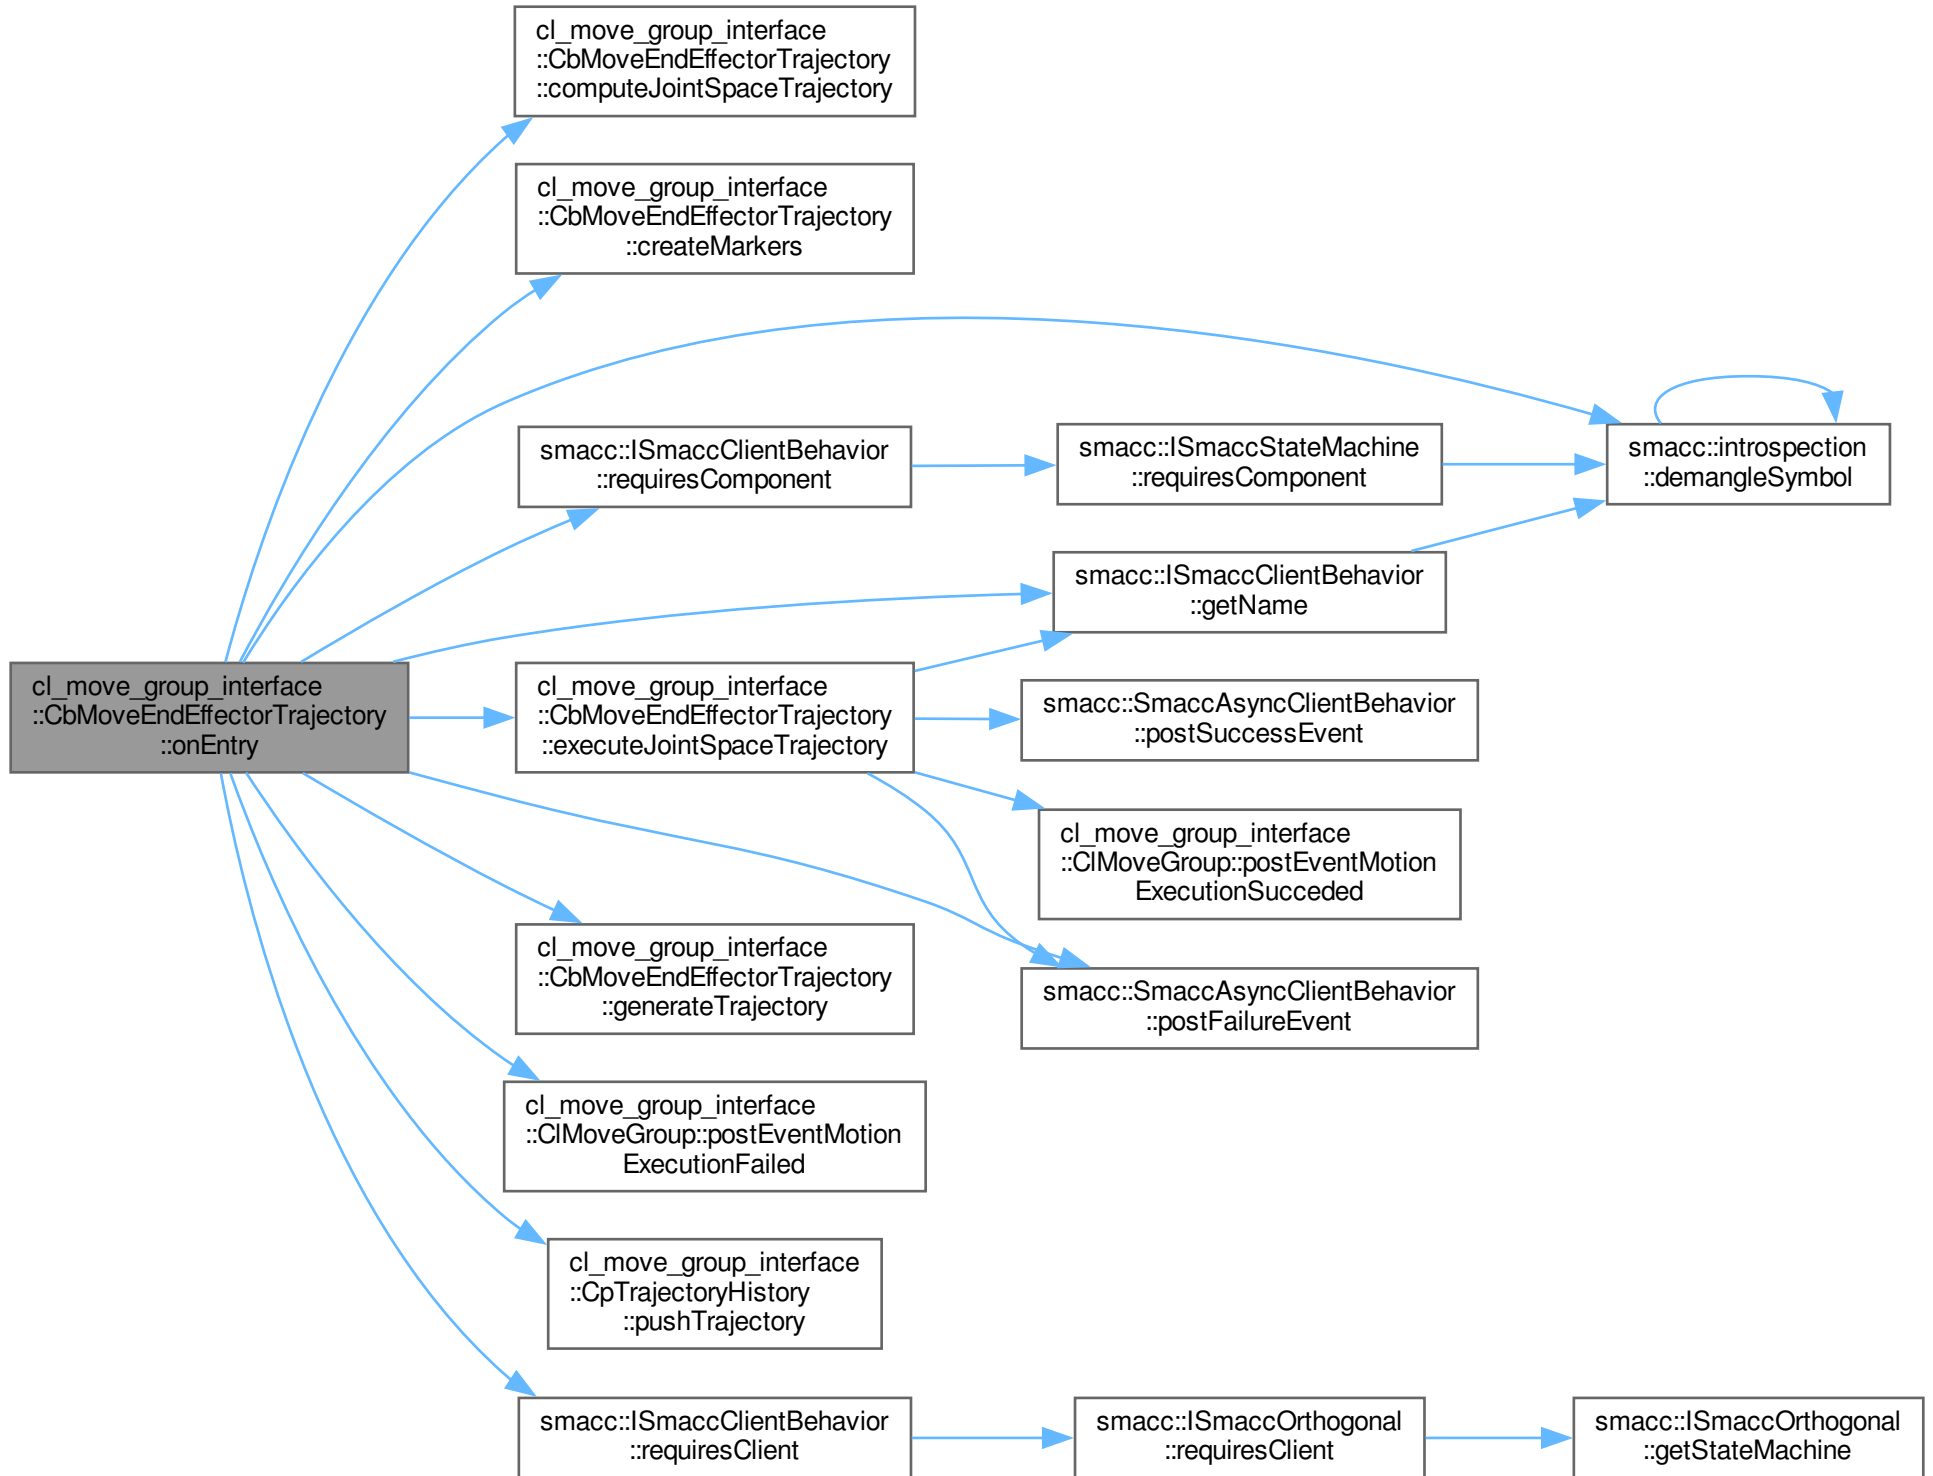 cl_move_group_interface
::CbMoveEndEffectorTrajectory
::computeJointSpaceTrajectory
cl_move_group_interface
::CbMoveEndEffectorTrajectory
::createMarkers
smacc::ISmaccClientBehavior
::requiresComponent
smacc::ISmaccStateMachine
::requiresComponent
smacc::introspection
::demangleSymbol
smacc::ISmaccClientBehavior
::getName
cl_move_group_interface
::CbMoveEndEffectorTrajectory
::onEntry
cl_move_group_interface
::CbMoveEndEffectorTrajectory
::executeJointSpaceTrajectory
smacc::SmaccAsyncClientBehavior
::postSuccessEvent
cl_move_group_interface
::ClMoveGroup::postEventMotion
ExecutionSucceded
cl_move_group_interface
::CbMoveEndEffectorTrajectory
::generateTrajectory
smacc::SmaccAsyncClientBehavior
::postFailureEvent
cl_move_group_interface
::ClMoveGroup::postEventMotion
ExecutionFailed
cl_move_group_interface
::CpTrajectoryHistory
::pushTrajectory
smacc::ISmaccClientBehavior
::requiresClient
smacc::ISmaccOrthogonal
::requiresClient
smacc::ISmaccOrthogonal
::getStateMachine